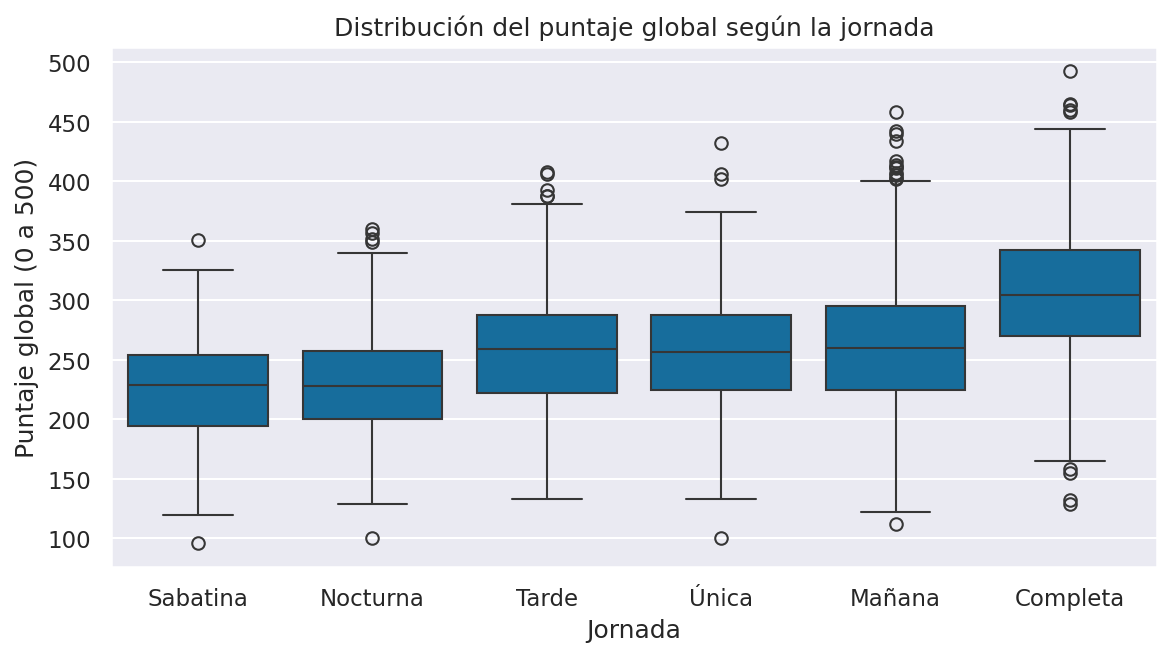 Distribución del puntaje global según la jornada
Puntaje global (0 a 500)
500
450
400
350
300
250
200
150
100
Sabatina Nocturna Tarde Única Mañana Completa
Jornada